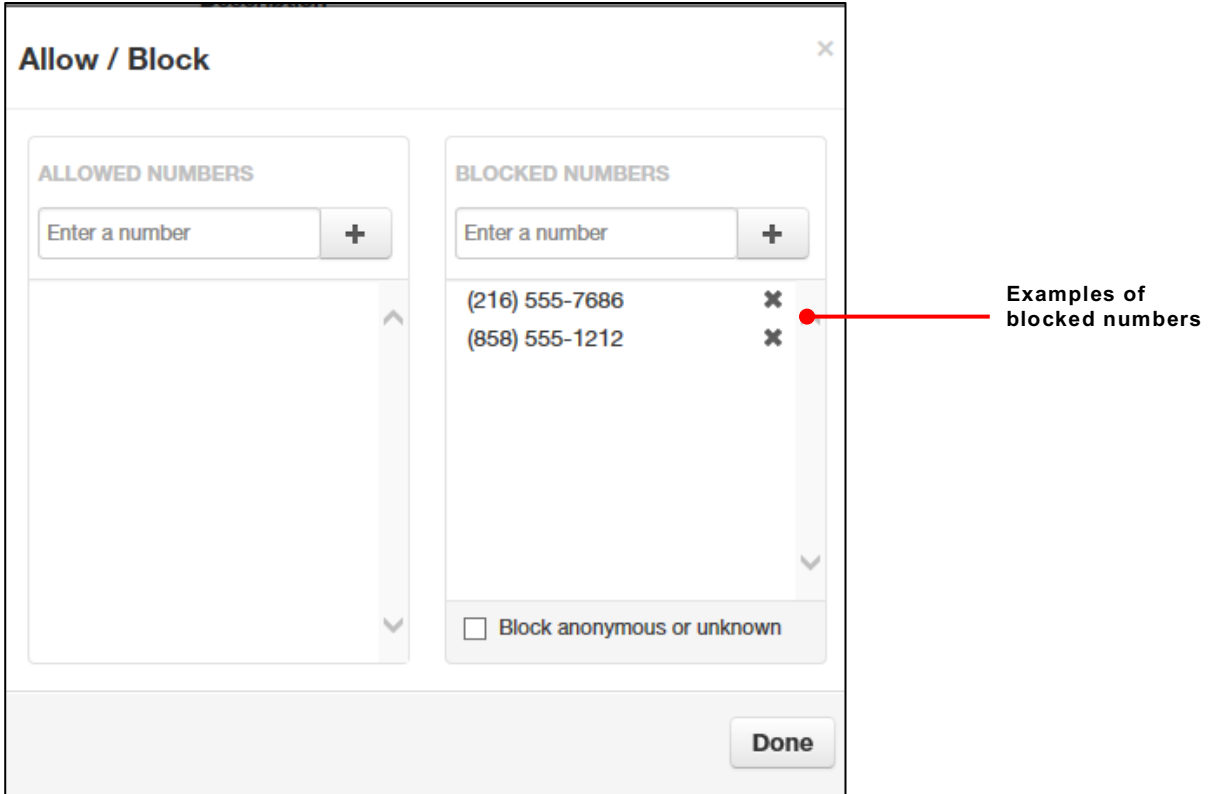 Allow / Block
ALLOWED NUMBERS
Enter a number
BLOCKED NUMBERS
Enter a number
(216) 555-7686
(858) 555-1212
Block anonymous or unknown
Done
Examples of
blocked numbers